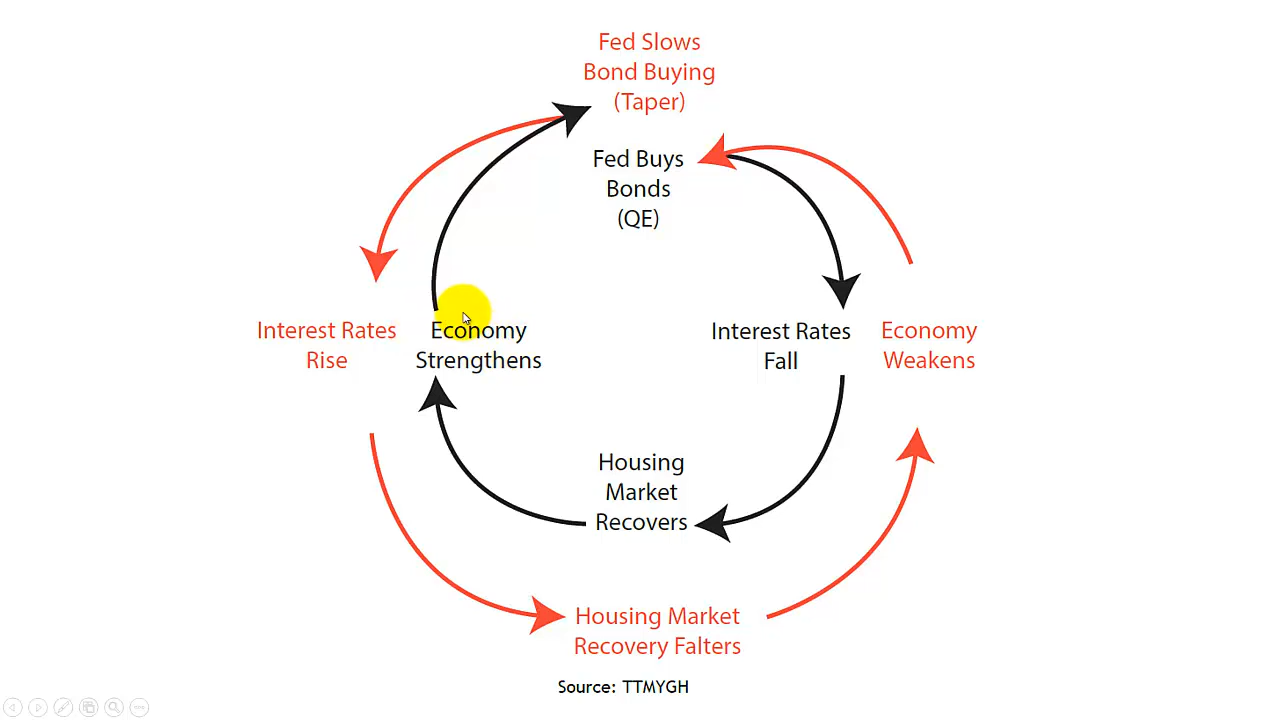 Fed Slows
Bond Buying
(Taper)
Fed Buys
Bonds
(QE)
Interest Rates
Rise
Economy
Strengthens
Interest Rates
Fall
Economy
Weakens
Housing
Market
Recovers
Housing Market
Recovery Falters
Source: TTMYGH